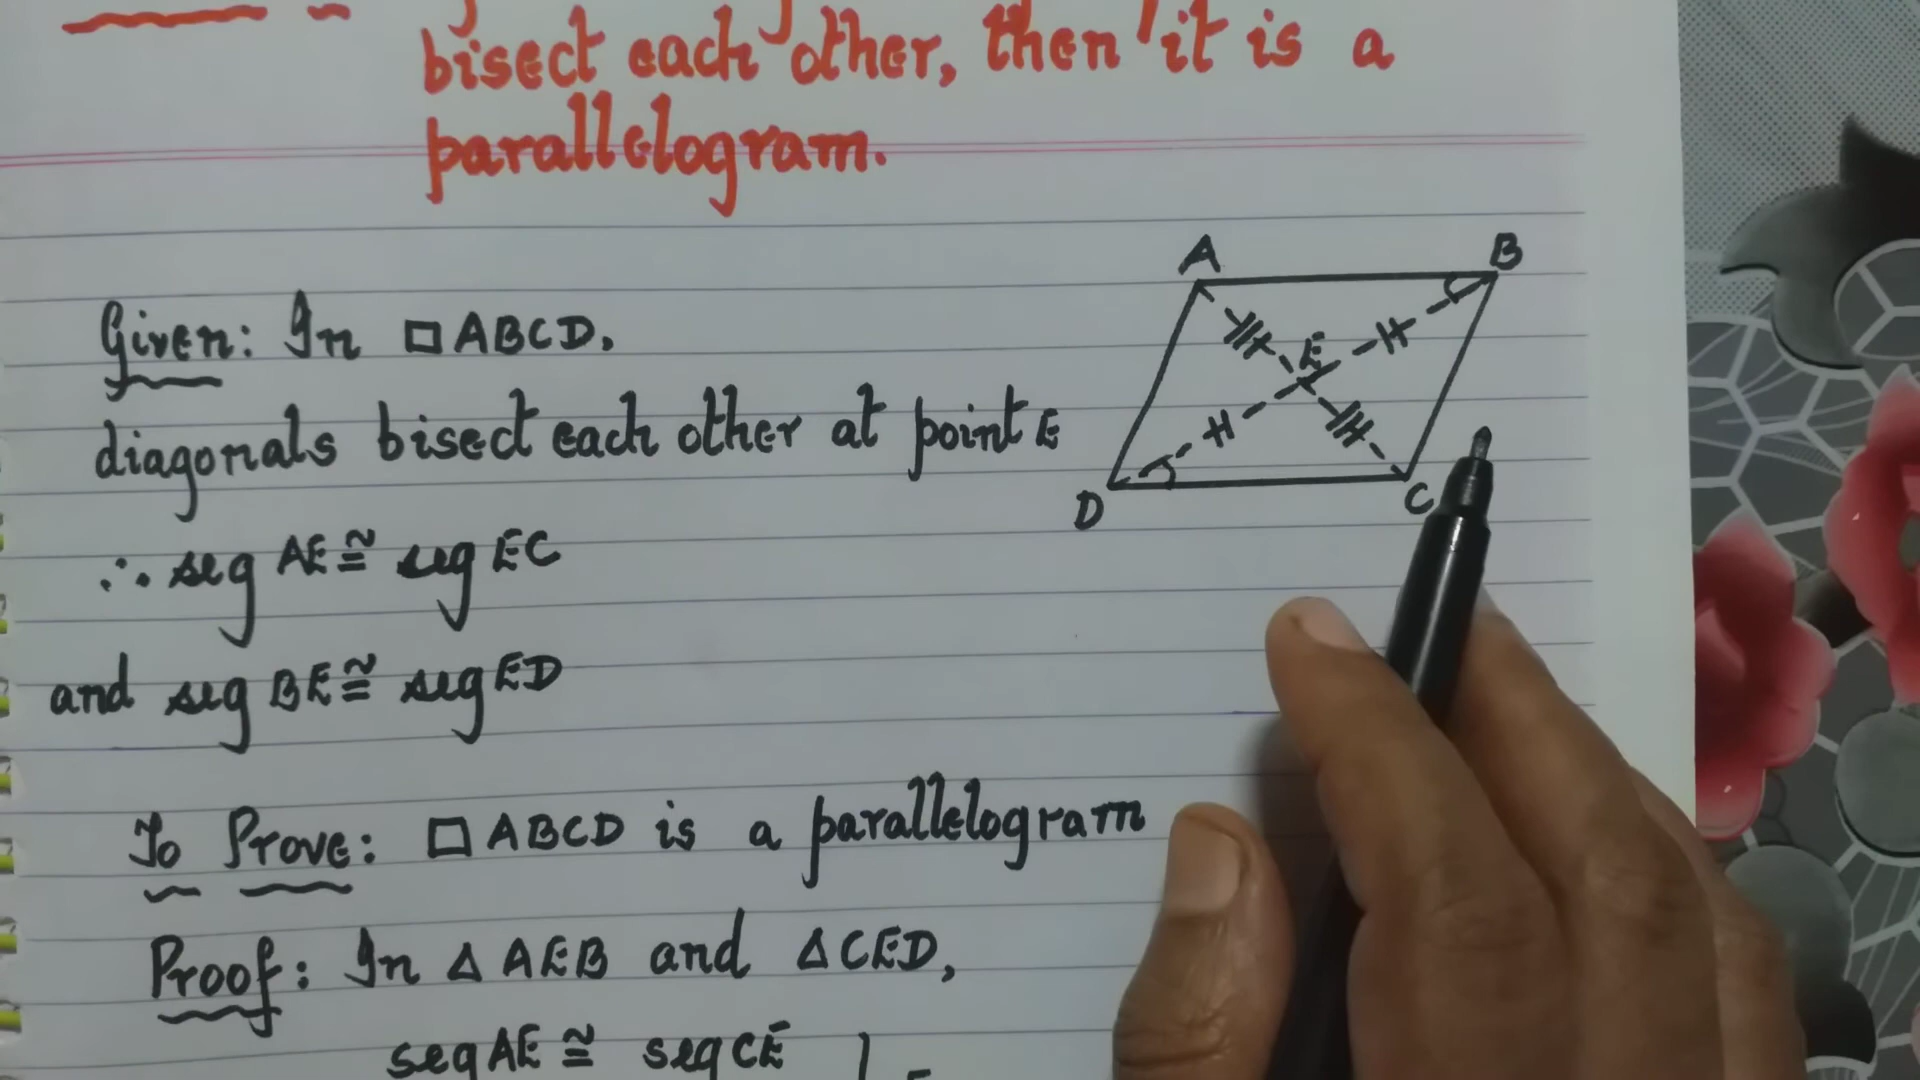 bisect each other, then it is a
parallelogram.
A
B
Given: In □ABCD,
E
diagonals bisect each other at point E
D
C
∴ seg AE ≅ seg EC
and seg BE ≅ seg ED
To Prove: □ABCD is a parallelogram
Proof: In △AEB and △CED,
seg AE ≅ seg CE